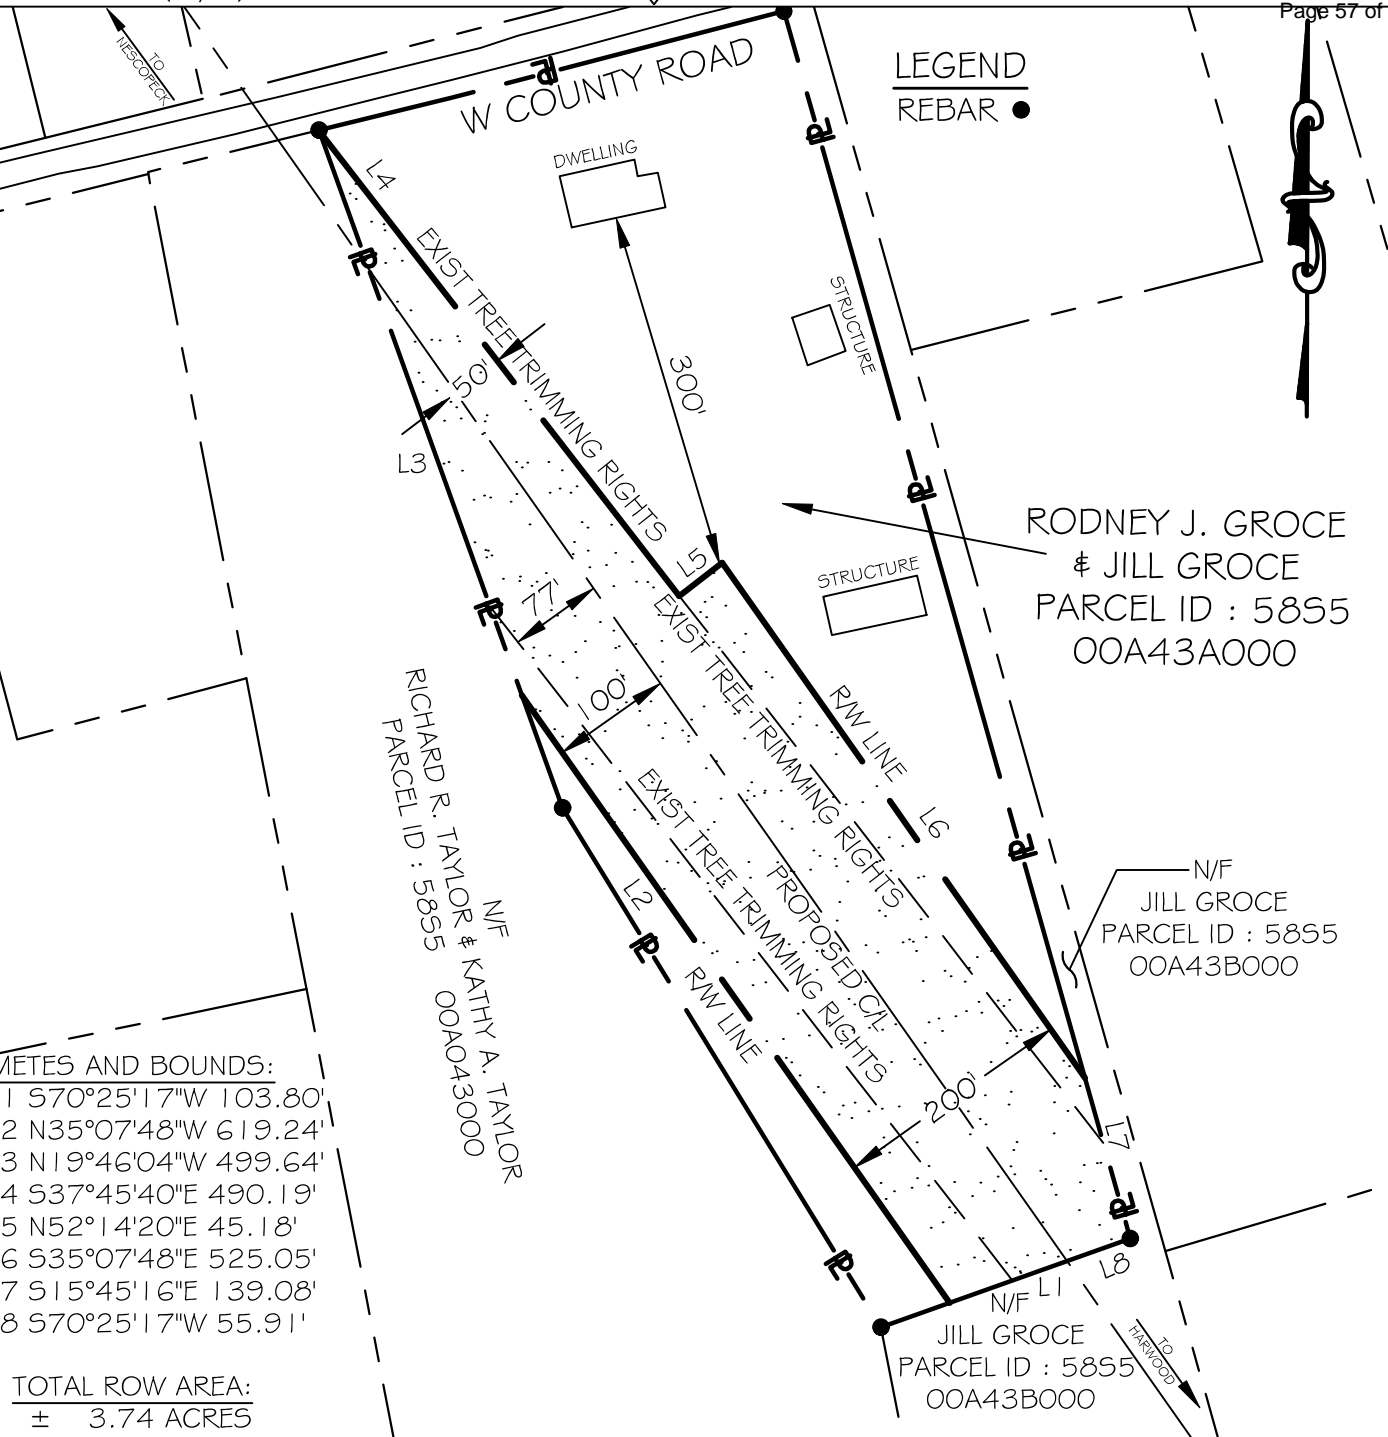 Page 57 of
TO
NESCOPECK
W COUNTY ROAD
LEGEND
REBAR
DWELLING
L4
EXIST TREE TRIMMING RIGHTS
STRUCTURE
300'
50'
L3
RODNEY J. GROCE
& JILL GROCE
PARCEL ID : 58S5
00A43A000
L5
STRUCTURE
77'
EXIST TREE TRIMMING RIGHTS
100'
R/W LINE
L6
N/F
RICHARD R. TAYLOR & KATHY A. TAYLOR
PARCEL ID : 58S5 00A043000
EXIST TREE TRIMMING RIGHTS
PROPOSED C/L
L2
R/W LINE
N/F
JILL GROCE
PARCEL ID : 58S5
00A43B000
200'
L7
METES AND BOUNDS:
1 S70°25'17"W 103.80'
2 N35°07'48"W 619.24'
3 N19°46'04"W 499.64'
4 S37°45'40"E 490.19'
5 N52°14'20"E 45.18'
6 S35°07'48"E 525.05'
7 S15°45'16"E 139.08'
8 S70°25'17"W 55.91'
L8
L1
N/F
JILL GROCE
PARCEL ID : 58S5
00A43B000
TO
HARWOOD
TOTAL ROW AREA:
± 3.74 ACRES